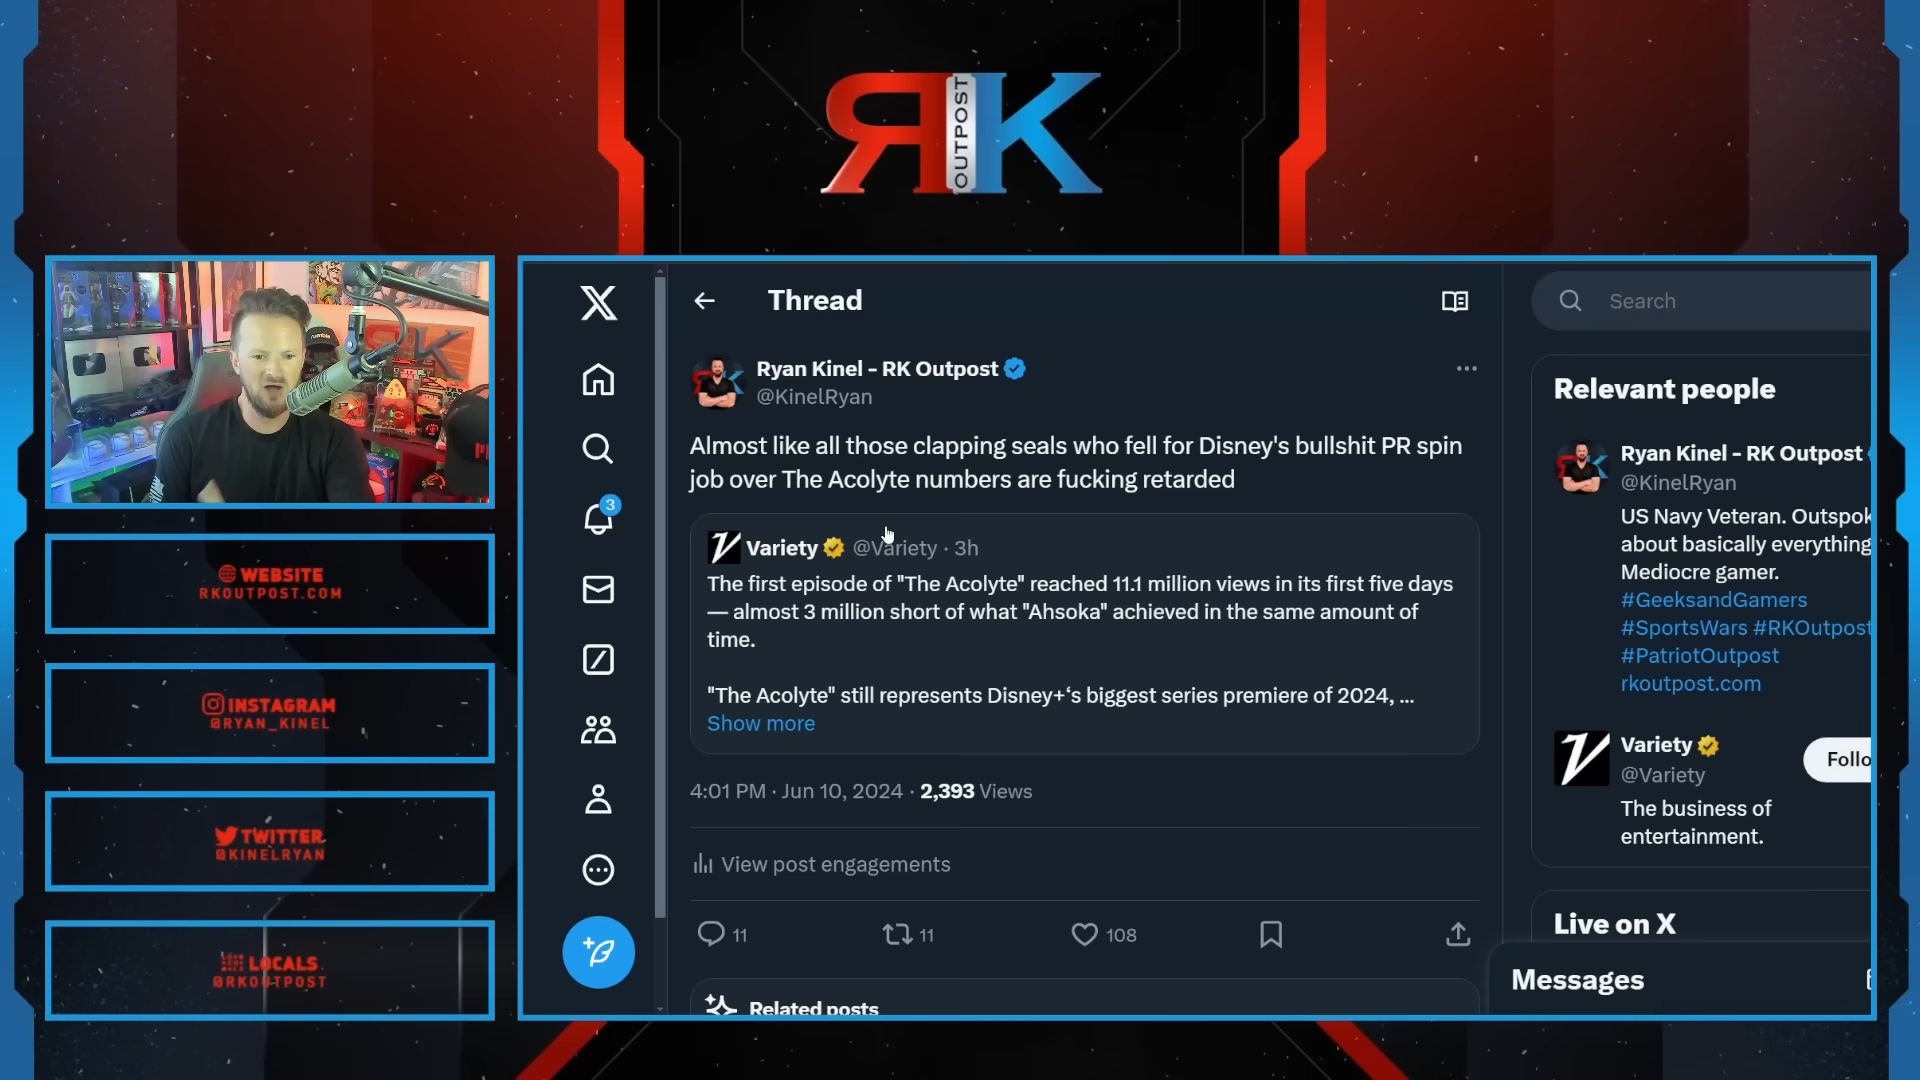 RK
OUTPOST
Thread
Search
Ryan Kinel - RK Outpost
@KinelRyan
Almost like all those clapping seals who fell for Disney's bullshit PR spin
job over The Acolyte numbers are fucking retarded
Variety @Variety · 3h
The first episode of "The Acolyte" reached 11.1 million views in its first five days
— almost 3 million short of what "Ahsoka" achieved in the same amount of
time.
"The Acolyte" still represents Disney+‘s biggest series premiere of 2024, ...
Show more
4:01 PM · Jun 10, 2024 · 2,393 Views
View post engagements
11
11
108
Related posts
3
Relevant people
Ryan Kinel - RK Outpost
@KinelRyan
US Navy Veteran. Outspok
about basically everything
Mediocre gamer.
#GeeksandGamers
#SportsWars #RKOutpost
#PatriotOutpost
rkoutpost.com
Variety
@Variety
Follo
The business of
entertainment.
Live on X
Messages
WEBSITE
RKOUTPOST.COM
INSTAGRAM
@RYAN_KINEL
TWITTER
@KINELRYAN
LOCALS
@RKOUTPOST